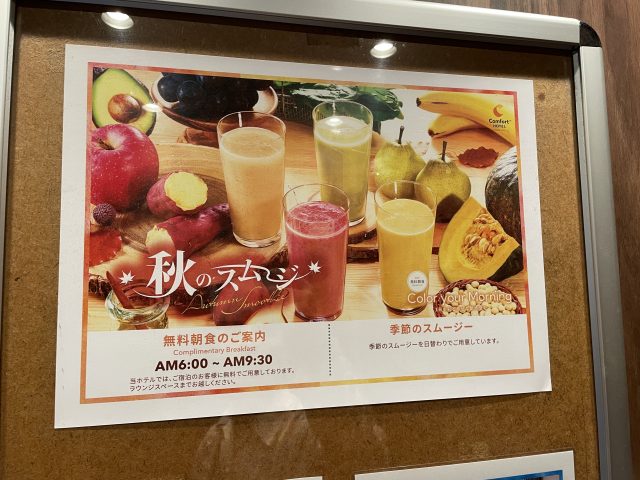 Comfort HOTEL
秋のスムージー
Autumn Smoothie
Color your Morning.
無料朝食のご案内
Complimentary Breakfast
AM6:00 ~ AM9:30
当ホテルでは、ご宿泊のお客様に無料でご用意しております。
ラウンジスペースまでお越しください。
季節のスムージー
季節のスムージーを日替わりでご用意しています。